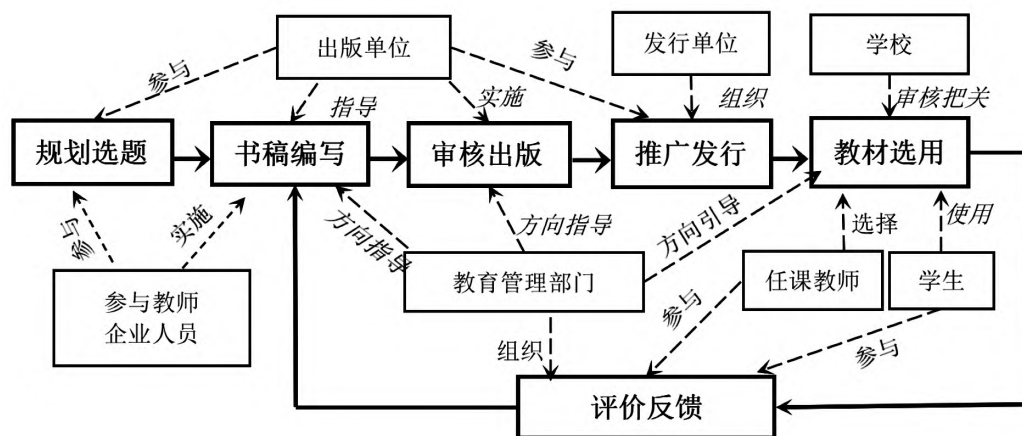 出版单位
发行单位
学校
参与
指导
实施
参与
组织
审核把关
规划选题
书稿编写
审核出版
推广发行
教材选用
参与
实施
方向指导
方向指导
方向引导
选择
使用
参与教师
企业人员
教育管理部门
任课教师
学生
组织
参与
参与
评价反馈